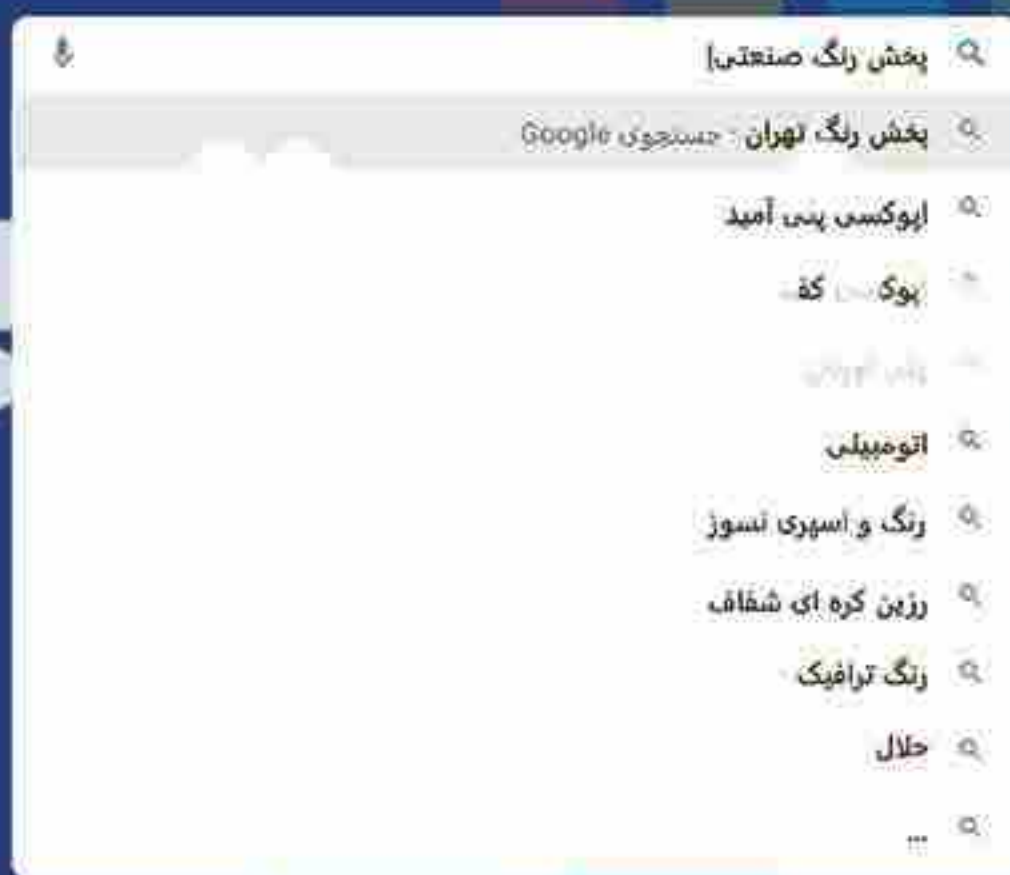 پخش رنگ صنعتی
پخش رنگ تهران - جستجوی Google
اپوکسی پنی آمید
اتومبیلی
رنگ و اسپری نسوز
رزین کره ای شفاف
رنگ ترافیک
حلال
...